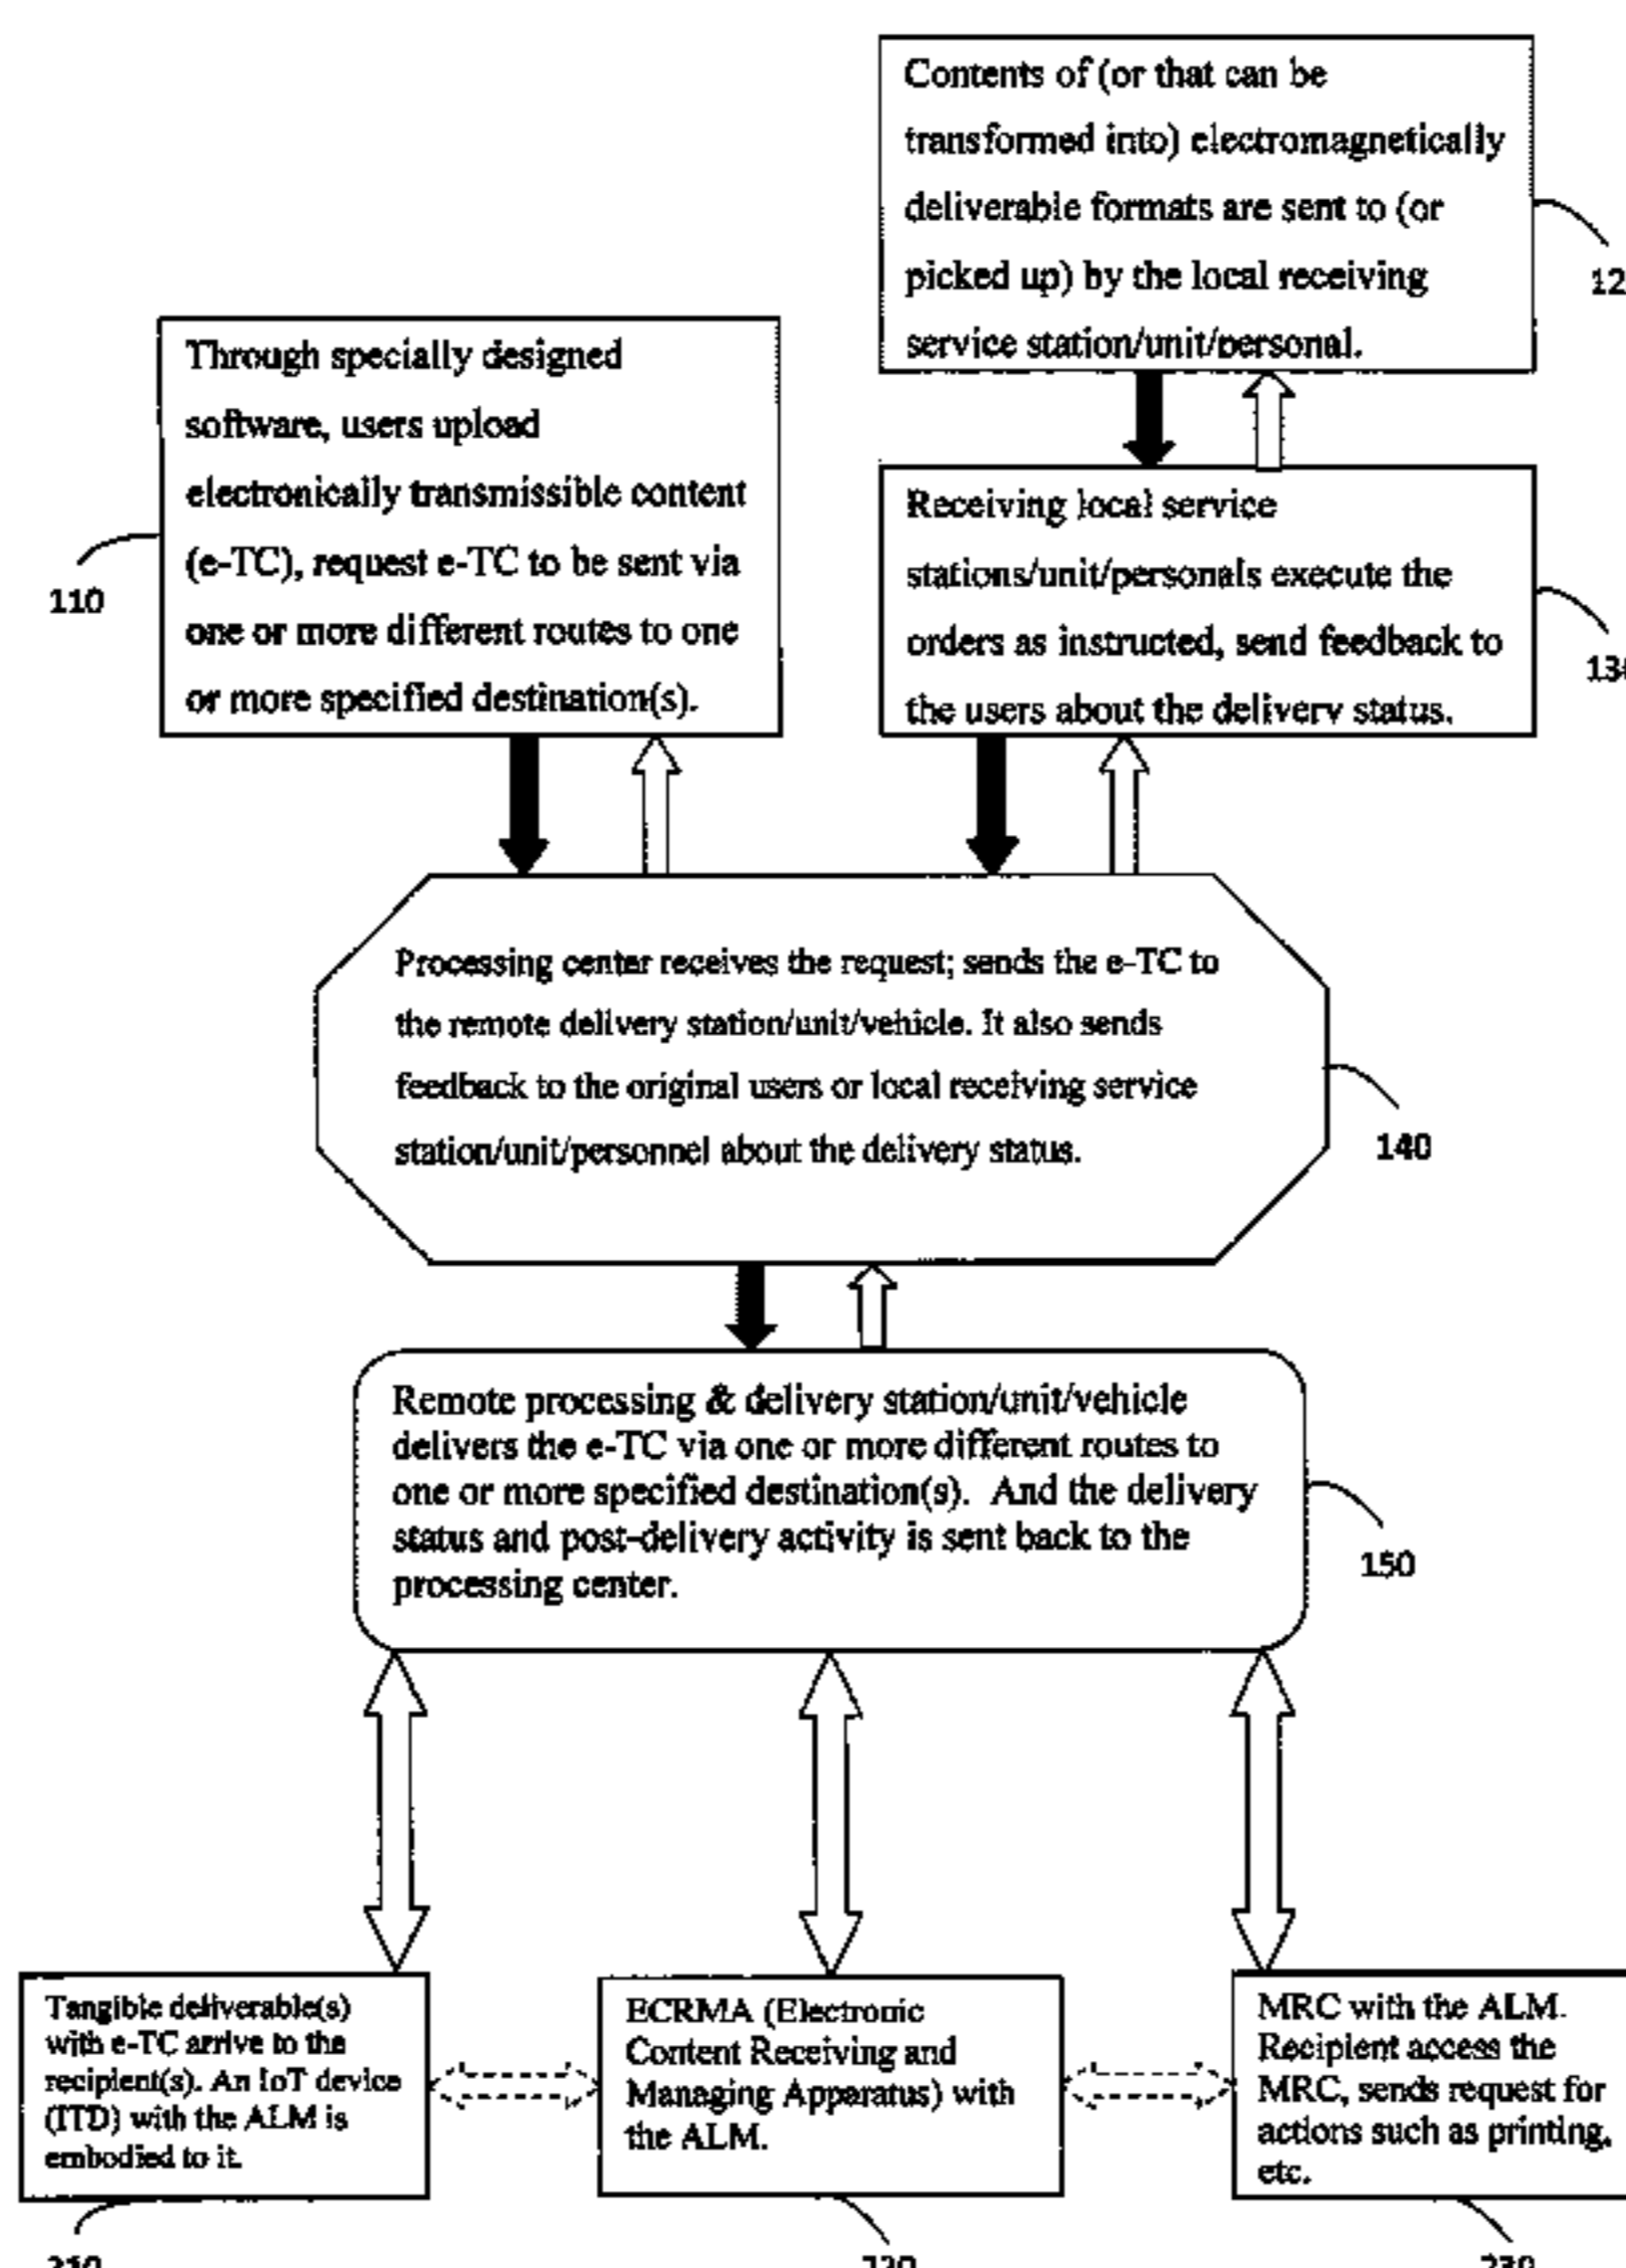 Contents of (or that can be
transformed into) electromagnetically
deliverable formats are sent to (or
picked up) by the local receiving
service station/unit/personal.
12
Through specially designed
software, users upload
electronically transmissible content
(e-TC), request e-TC to be sent via
one or more different routes to one
or more specified destination(s).
110
Receiving local service
stations/unit/personals execute the
orders as instructed, send feedback to
the users about the delivery status.
13
Processing center receives the request; sends the e-TC to
the remote delivery station/unit/vehicle. It also sends
feedback to the original users or local receiving service
station/unit/personnel about the delivery status.
140
Remote processing & delivery station/unit/vehicle
delivers the e-TC via one or more different routes to
one or more specified destination(s). And the delivery
status and post-delivery activity is sent back to the
processing center.
150
Tangible deliverable(s)
with e-TC arrive to the
recipient(s). An IoT device
(ITD) with the ALM is
embodied to it.
ECRMA (Electronic
Content Receiving and
Managing Apparatus) with
the ALM.
MRC with the ALM.
Recipient access the
MRC, sends request for
actions such as printing,
etc.